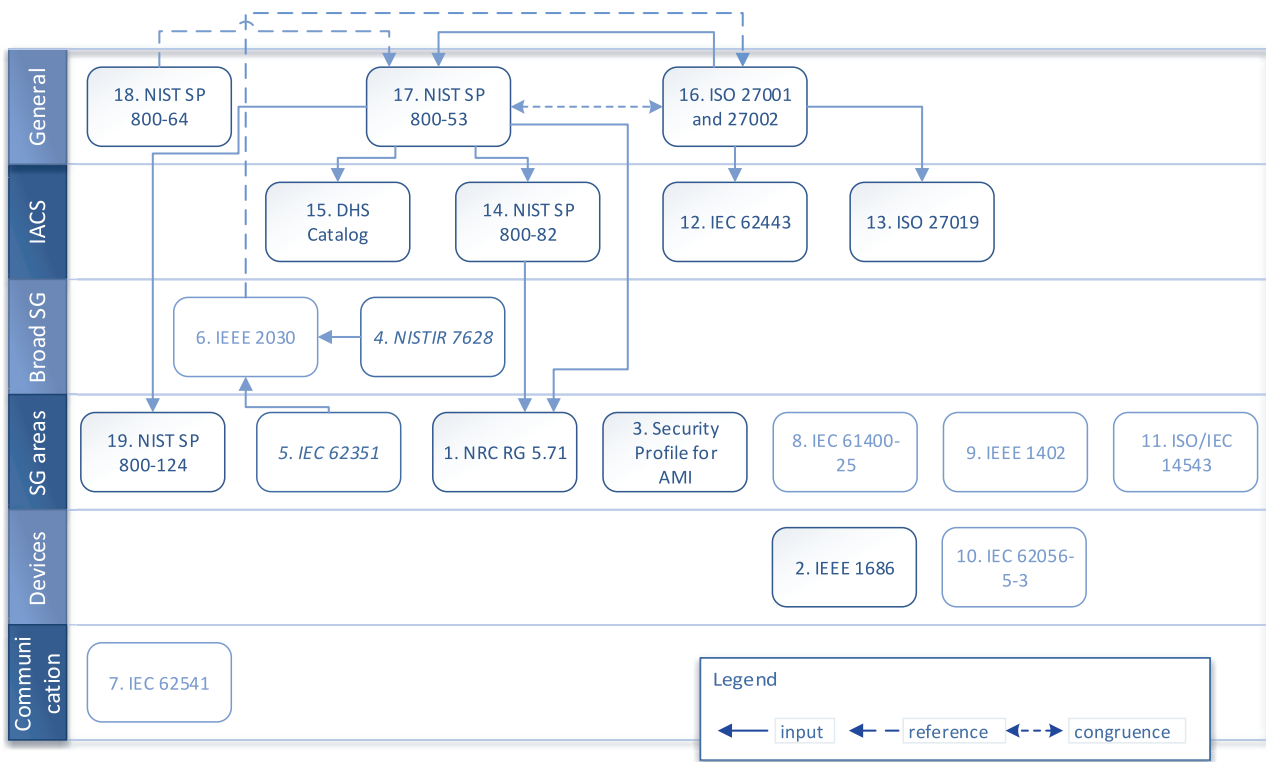 General
18. NIST SP
800-64
17. NIST SP
800-53
16. ISO 27001
and 27002
IACS
15. DHS
Catalog
14. NIST SP
800-82
12. IEC 62443
13. ISO 27019
Broad SG
6. IEEE 2030
4. NISTIR 7628
SG areas
19. NIST SP
800-124
5. IEC 62351
1. NRC RG 5.71
3. Security
Profile for
AMI
8. IEC 61400-
25
9. IEEE 1402
11. ISO/IEC
14543
Devices
2. IEEE 1686
10. IEC 62056-
5-3
Communi
cation
7. IEC 62541
Legend
input
reference
congruence